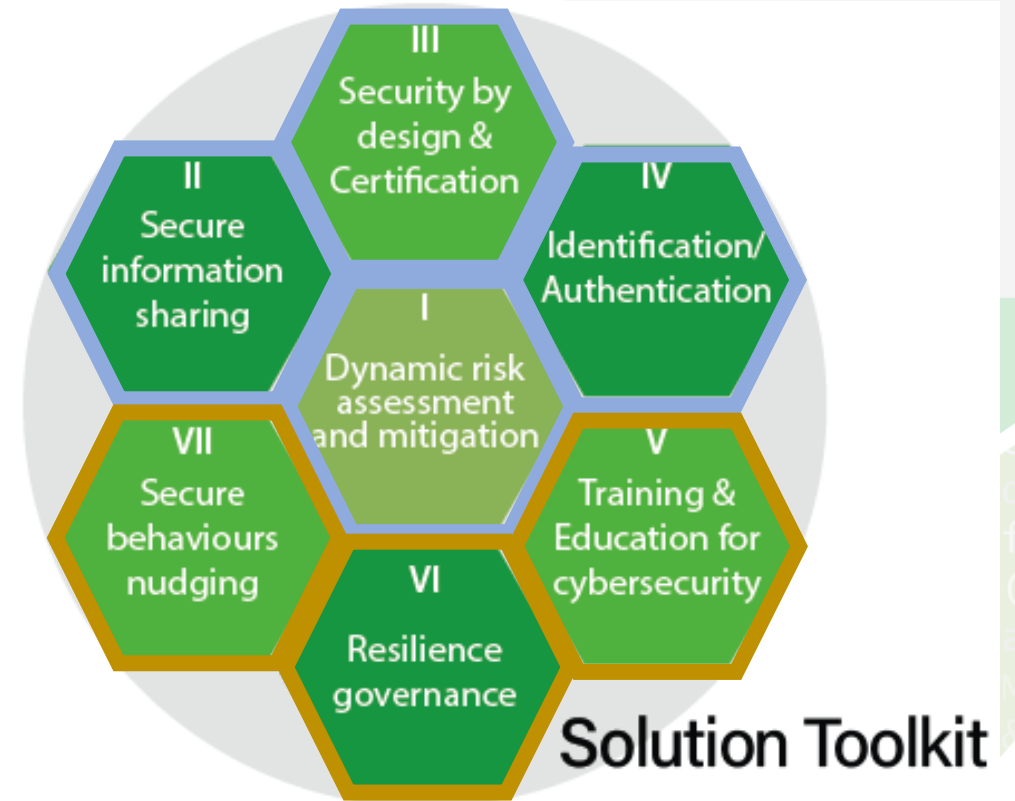 III
Security by
design &
Certification
II
Secure
information
sharing
IV
Identification/
Authentication
I
Dynamic risk
assessment
and mitigation
VII
Secure
behaviours
nudging
V
Training &
Education for
cybersecurity
VI
Resilience
governance
Solution Toolkit